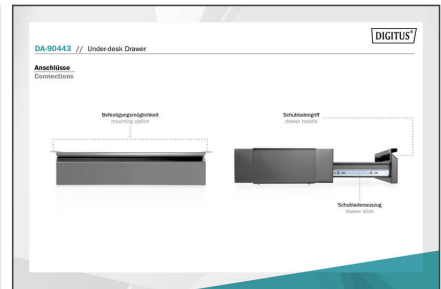 DIGITUS®
DA-90443 // Under-desk Drawer
Anschlüsse
Connections
Befestigungsmöglichkeit
mounting option
Schubladengriff
drawer handle
Schubladenauszug
drawer slide